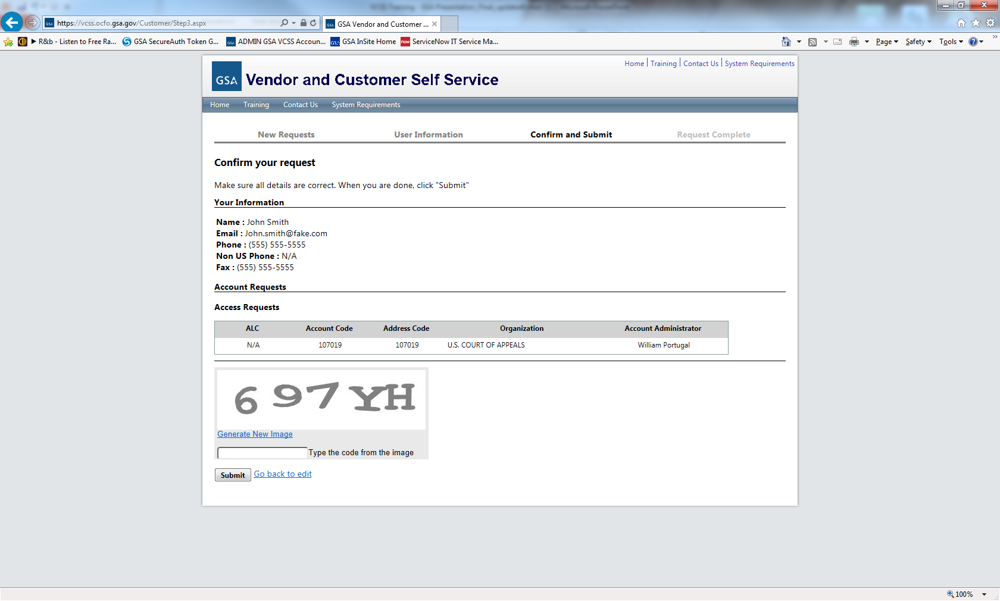 https://vcss.ocfo.gsa.gov/Customer/Step3.aspx
GSA Vendor and Customer ...
R&b - Listen to Free Ra...
GSA SecureAuth Token G...
ADMIN GSA VCSS Accoun...
GSA InSite Home
now
ServiceNow IT Service Ma...
Page
Safety
Tools
Home | Training | Contact Us | System Requirements
GSA Vendor and Customer Self Service
Home Training Contact Us System Requirements
New Requests User Information Confirm and Submit Request Complete
Confirm your request
Make sure all details are correct. When you are done, click "Submit"
Your Information
Name : John Smith
Email : John.smith@fake.com
Phone : (555) 555-5555
Non US Phone : N/A
Fax : (555) 555-5555
Account Requests
Access Requests
ALC Account Code Address Code Organization Account Administrator
N/A 107019 107019 U.S. COURT OF APPEALS William Portugal
697YH
Generate New Image
Type the code from the image
Submit Go back to edit
100%